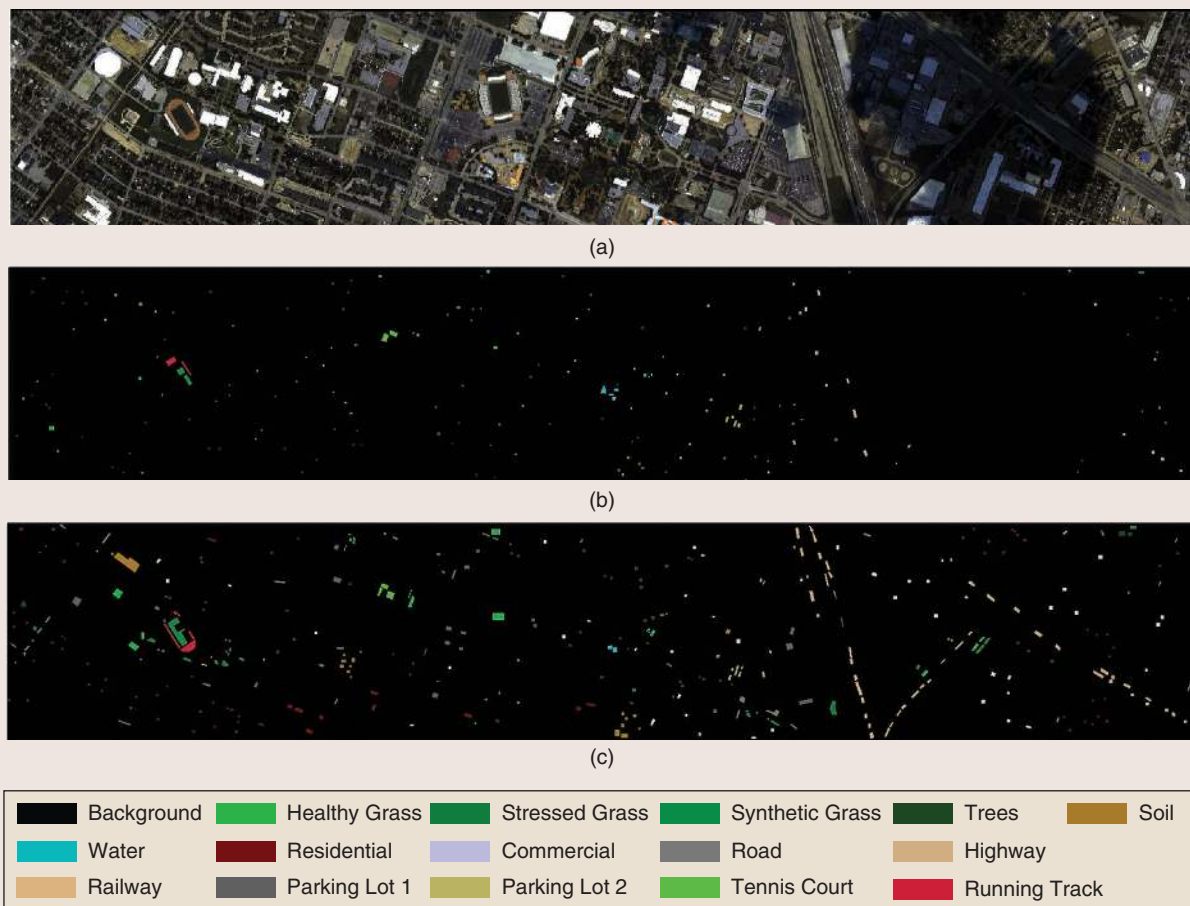 (a)
(b)
(c)
Background Healthy Grass Stressed Grass Synthetic Grass Trees Soil
Water Residential Commercial Road Highway
Railway Parking Lot 1 Parking Lot 2 Tennis Court Running Track